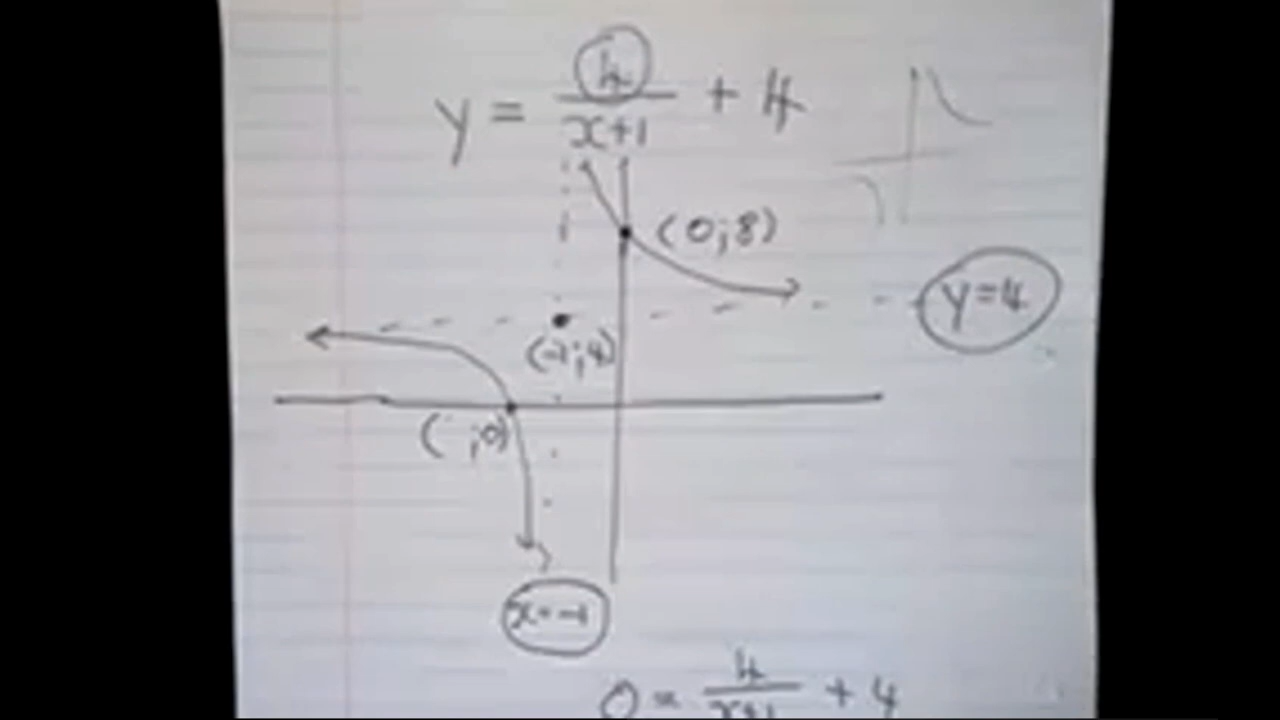 y = 4/x+1 + 4
(0;8)
y=4
(-1;4)
( ;0)
x=-1
0 = 4/x+1 + 4